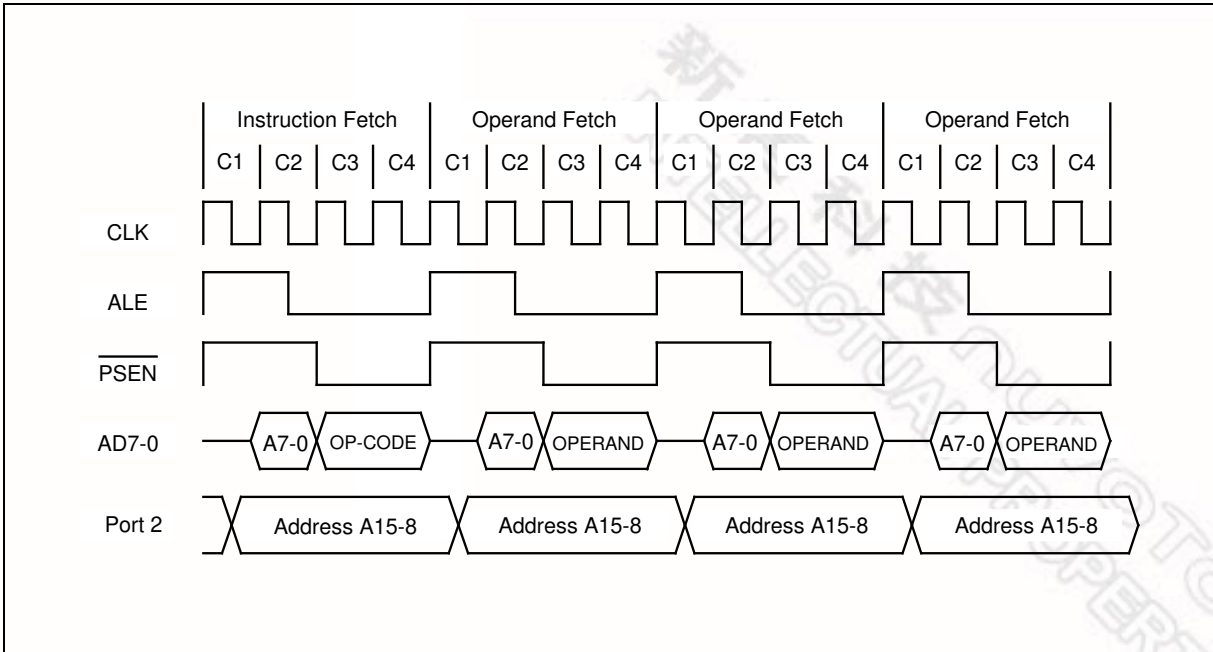 Instruction Fetch Operand Fetch Operand Fetch Operand Fetch
C1 C2 C3 C4 C1 C2 C3 C4 C1 C2 C3 C4 C1 C2 C3 C4
CLK
ALE
PSEN
AD7-0 A7-0 OP-CODE A7-0 OPERAND A7-0 OPERAND A7-0 OPERAND
Port 2 Address A15-8 Address A15-8 Address A15-8 Address A15-8